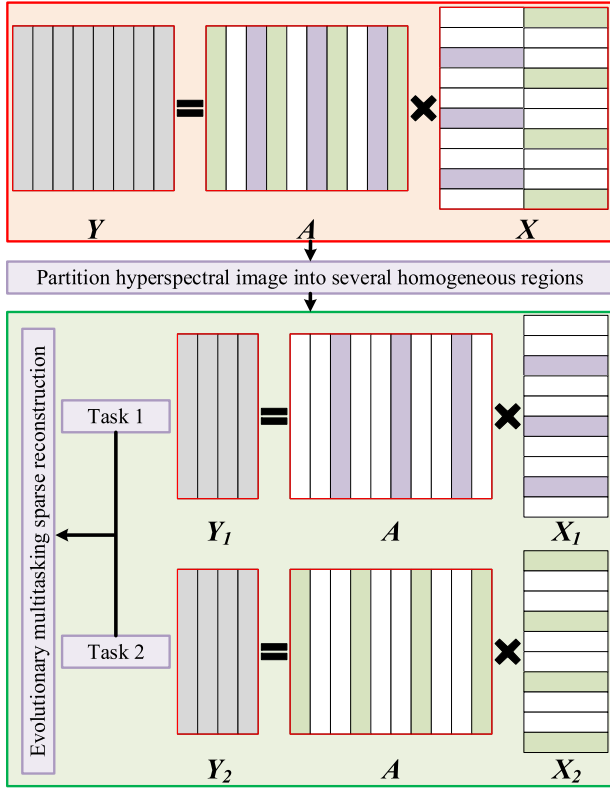 Y = A × X
Partition hyperspectral image into several homogeneous regions
Evolutionary multitasking sparse reconstruction
Task 1
Y₁ = A × X₁
Task 2
Y₂ = A × X₂